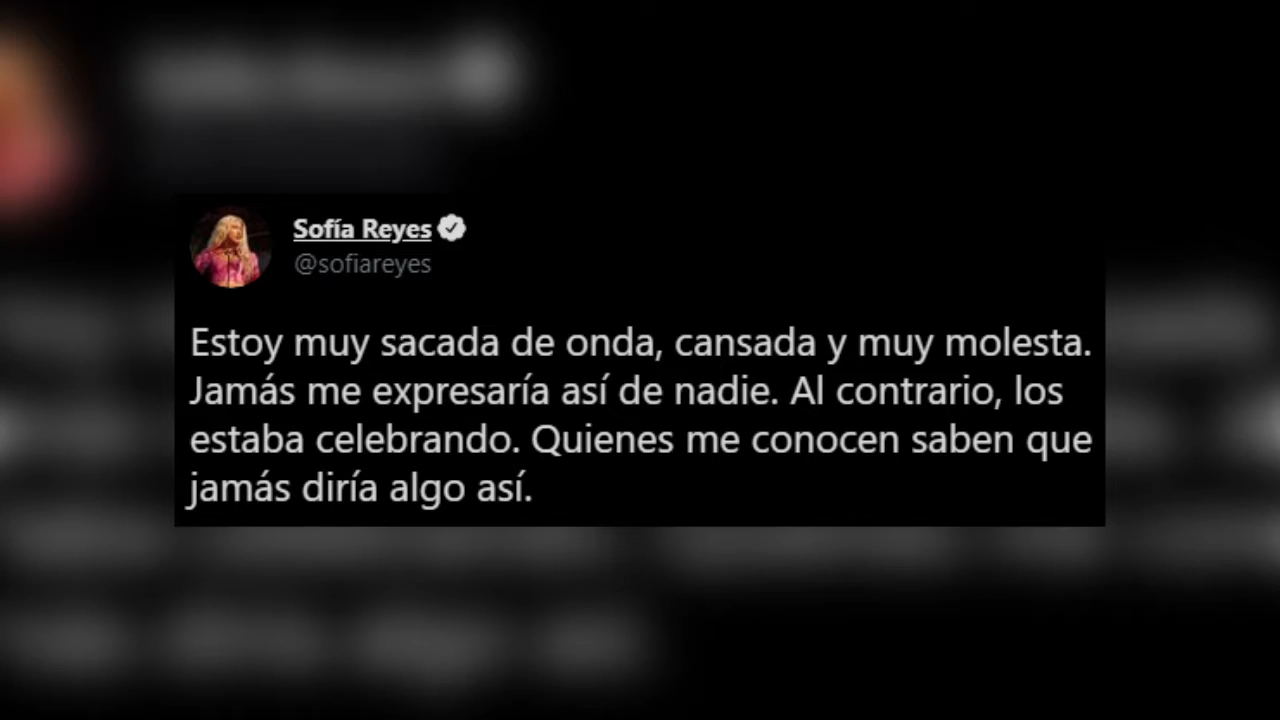 Sofía Reyes
@sofiareyes
Estoy muy sacada de onda, cansada y muy molesta.
Jamás me expresaría así de nadie. Al contrario, los
estaba celebrando. Quienes me conocen saben que
jamás diría algo así.